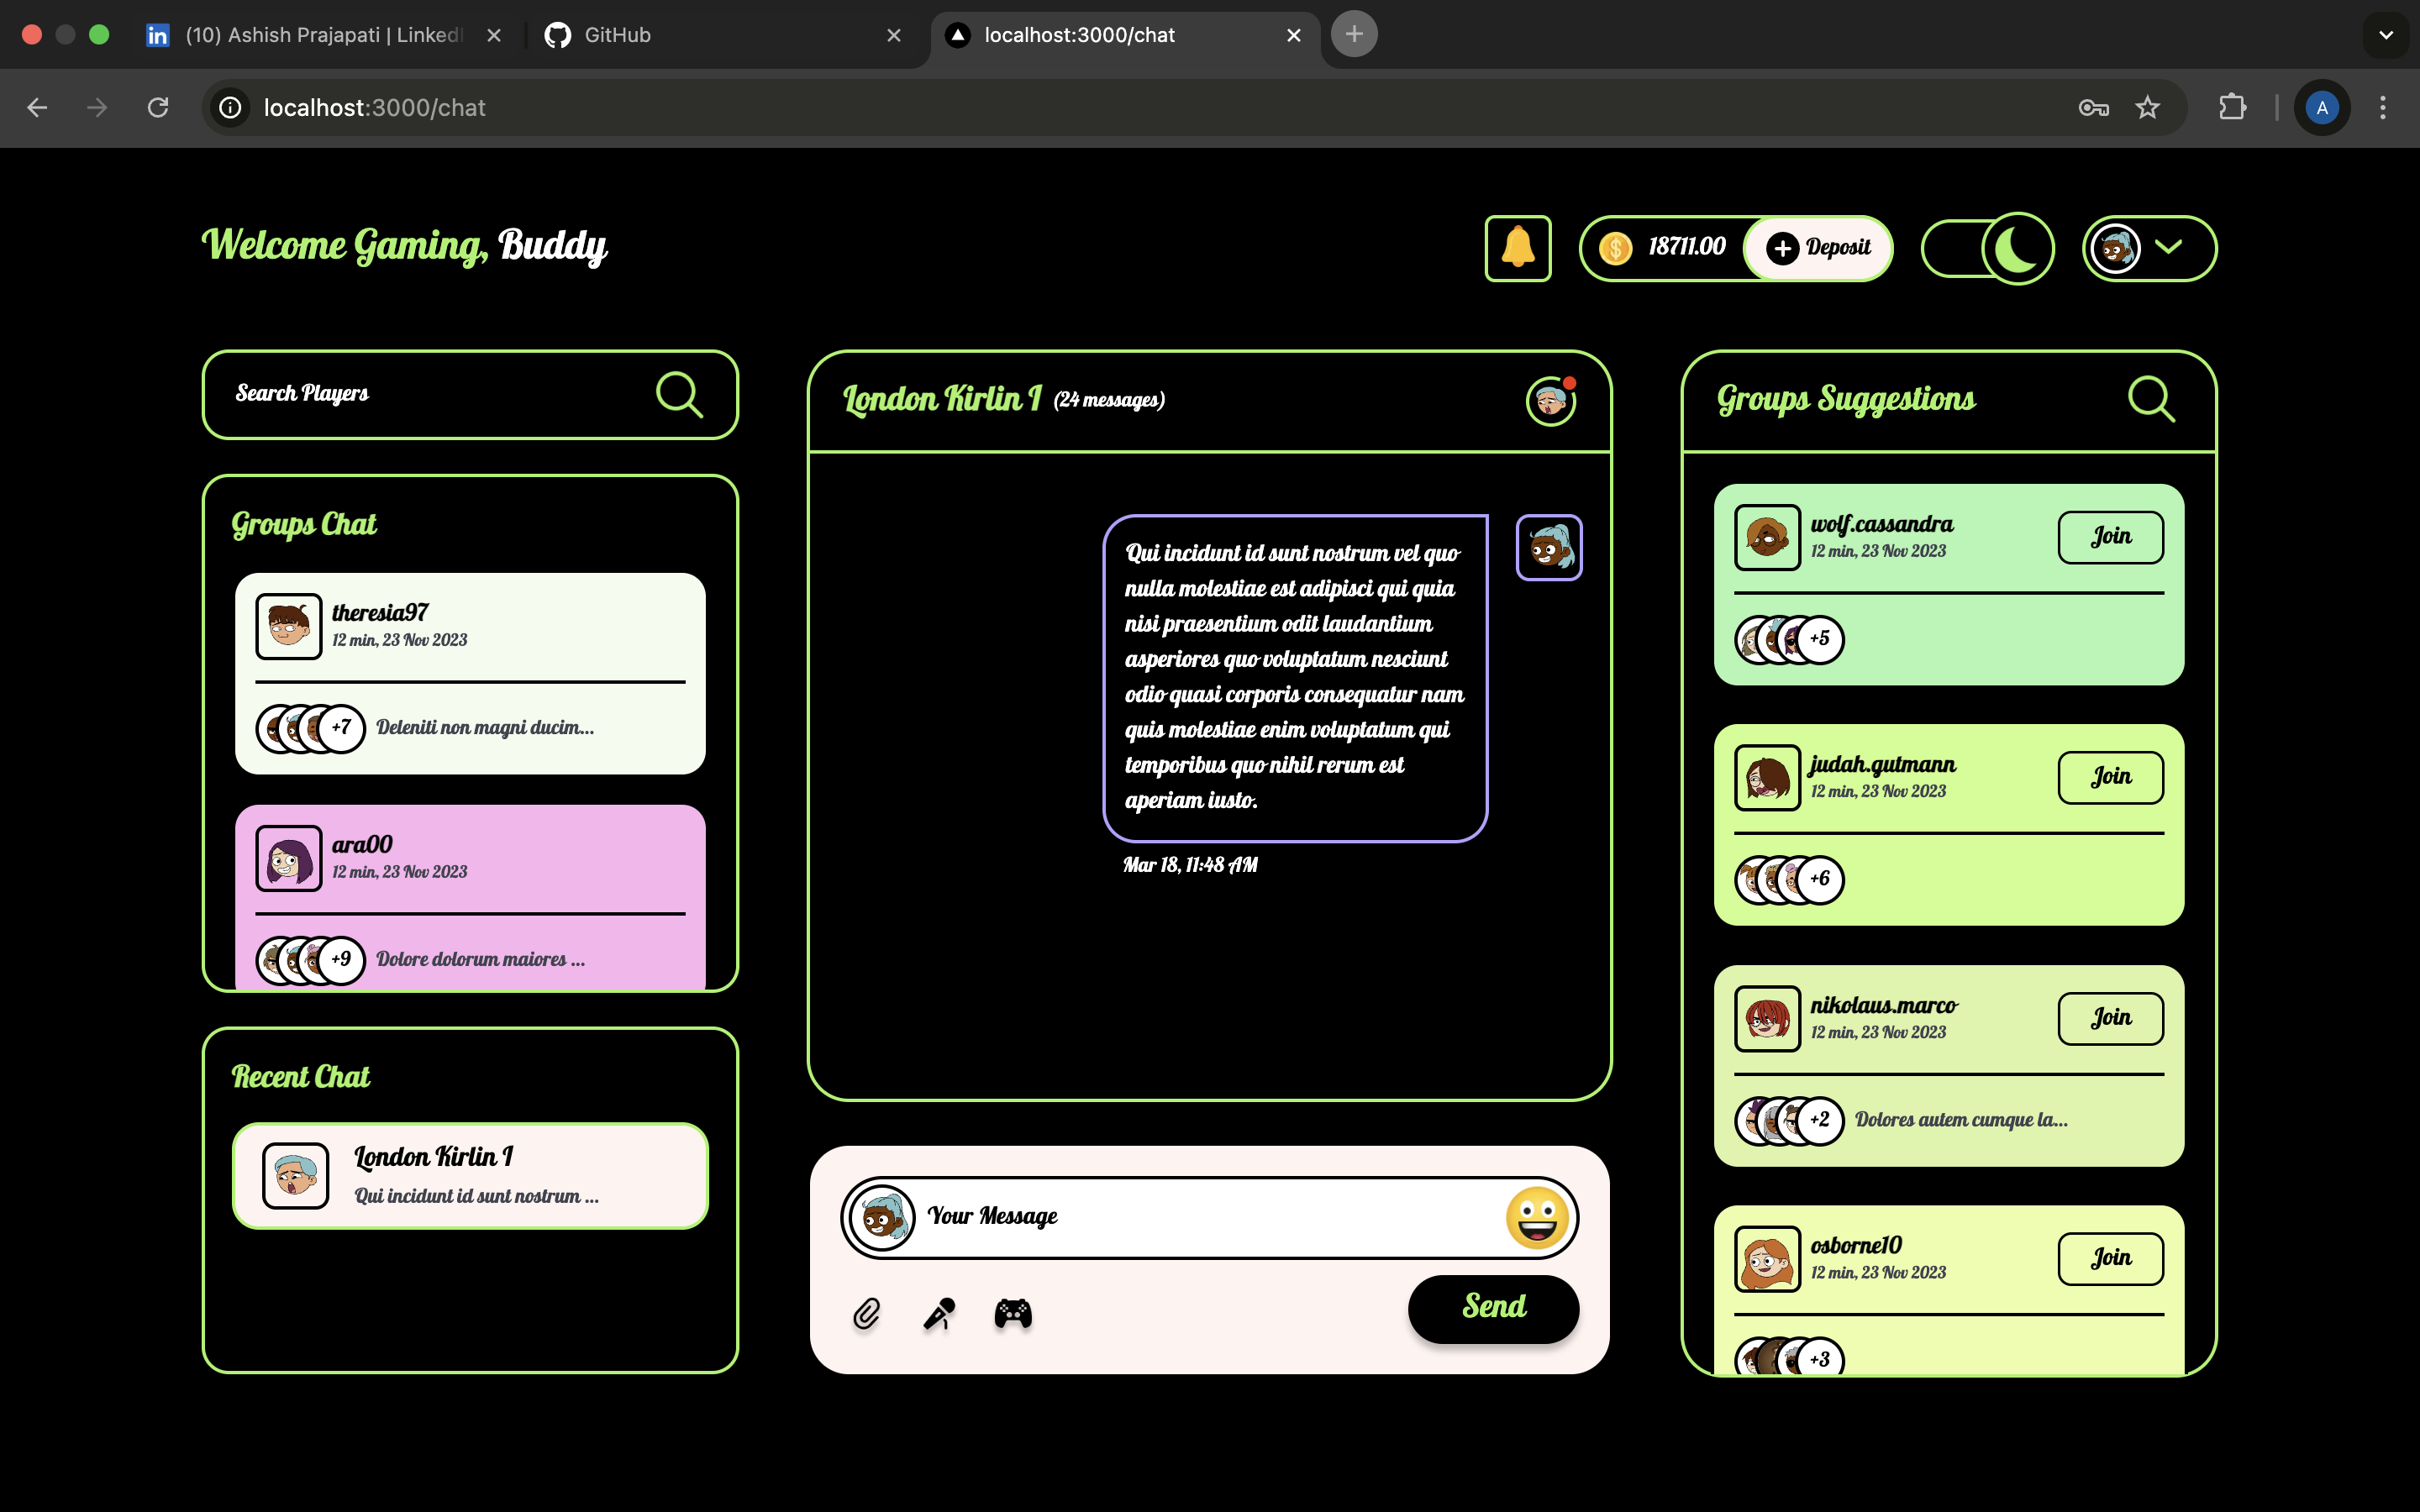 (10) Ashish Prajapati | LinkedI
GitHub
localhost:3000/chat
localhost:3000/chat
A
Welcome Gaming, Buddy
18711.00
Deposit
Search Players
Groups Chat
theresia97
12 min, 23 Nov 2023
+7
Deleniti non magni ducim...
ara00
12 min, 23 Nov 2023
+9
Dolore dolorum maiores ...
Recent Chat
London Kirlin I
Qui incidunt id sunt nostrum ...
London Kirlin I (24 messages)
Qui incidunt id sunt nostrum vel quo
nulla molestiae est adipisci qui quia
nisi praesentium odit laudantium
asperiores quo voluptatum nesciunt
odio quasi corporis consequatur nam
quis molestiae enim voluptatum qui
temporibus quo nihil rerum est
aperiam iusto.
Mar 18, 11:48 AM
Your Message
Send
Groups Suggestions
wolf.cassandra
12 min, 23 Nov 2023
Join
+5
judah.gutmann
12 min, 23 Nov 2023
Join
+6
nikolaus.marco
12 min, 23 Nov 2023
Join
+2
Dolores autem cumque la...
osborne10
12 min, 23 Nov 2023
Join
+3